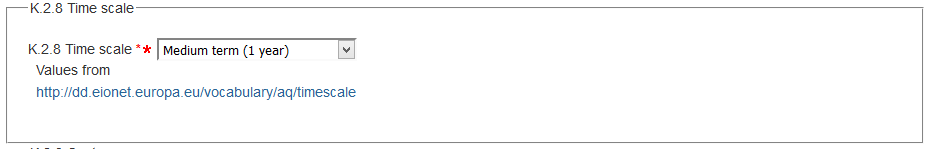 K.2.8 Time scale
K.2.8 Time scale ** Medium term (1 year)
Values from
http://dd.eionet.europa.eu/vocabulary/aq/timescale